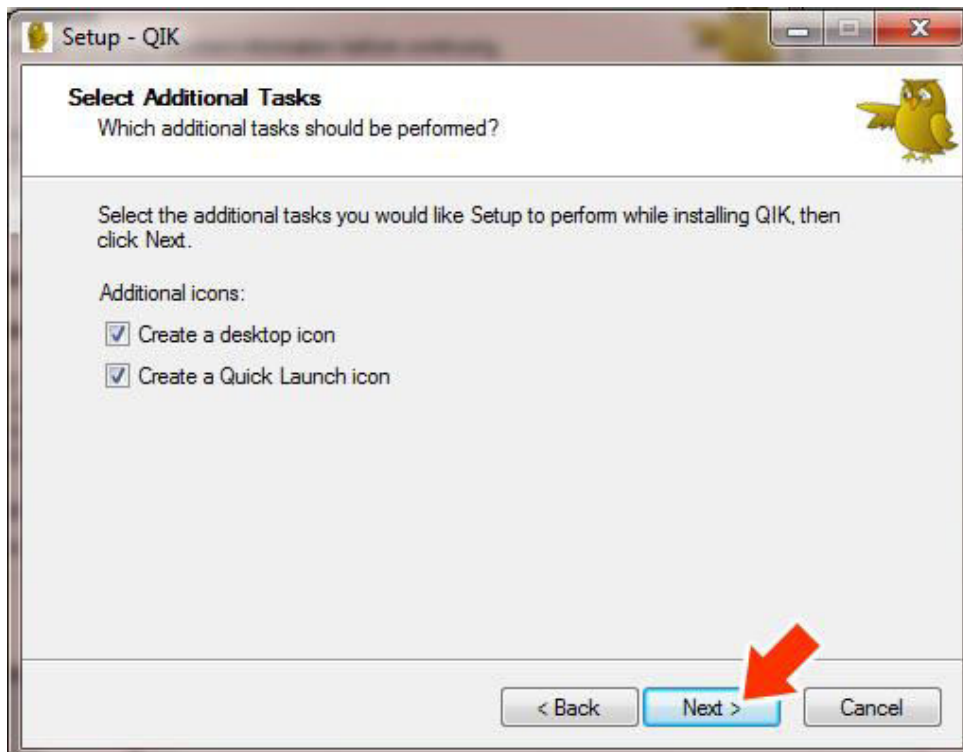 Setup - QIK
Select Additional Tasks
Which additional tasks should be performed?
Select the additional tasks you would like Setup to perform while installing QIK, then
click Next.
Additional icons:
Create a desktop icon
Create a Quick Launch icon
< Back
Next >
Cancel